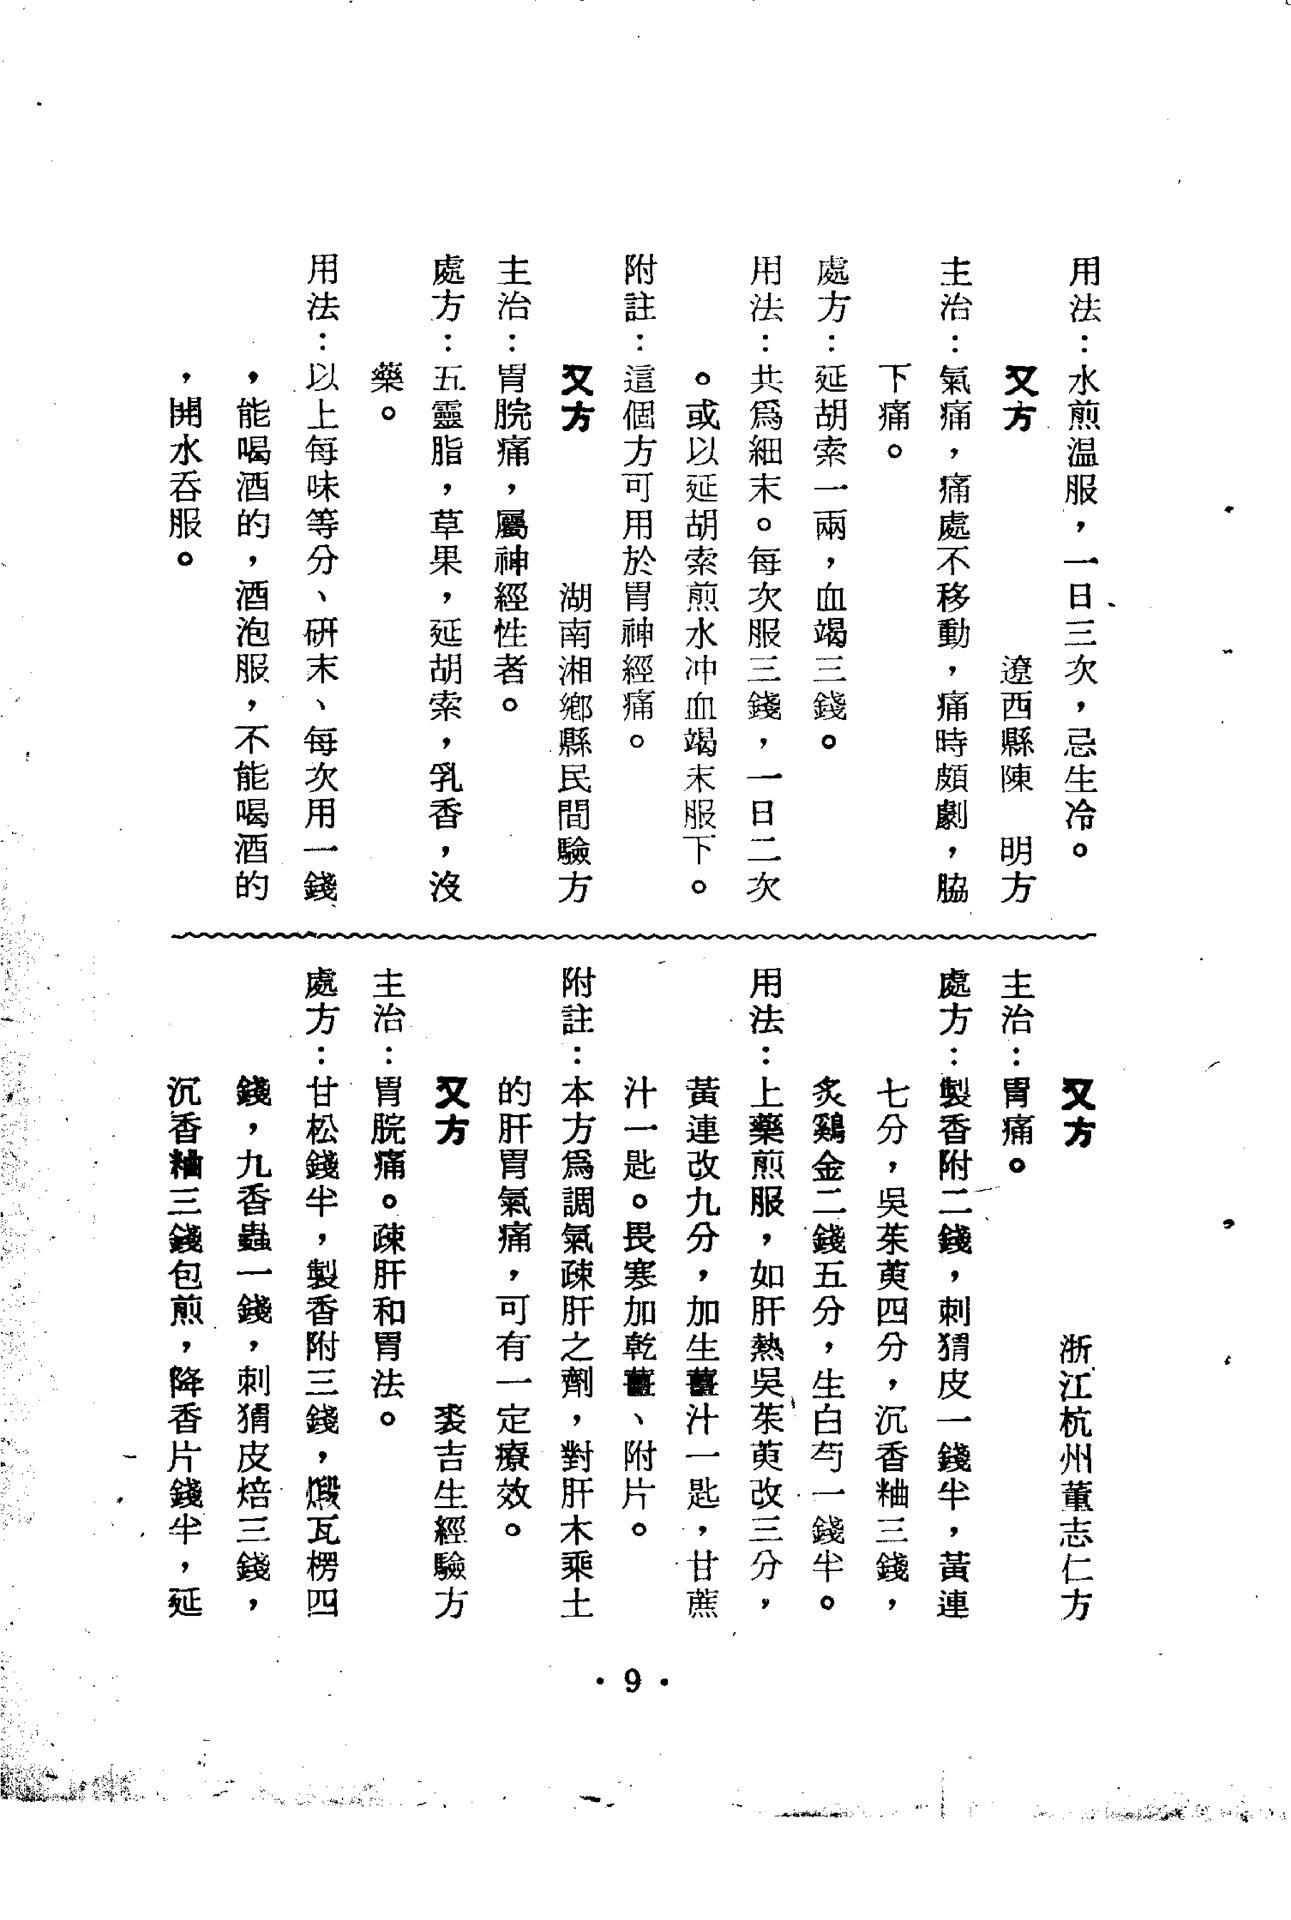 用法：水煎温服，一日三次，忌生冷。
又方　遼西縣陳　明方
主治：氣痛，痛處不移動，痛時頗劇，脇
下痛。
處方：延胡索一兩，血竭三錢。
用法：共爲細末。每次服三錢，一日二次
。或以延胡索煎水冲血竭末服下。
附註：這個方可用於胃神經痛。
又方　湖南湘鄉縣民間驗方
主治：胃脘痛，屬神經性者。
處方：五靈脂，草果，延胡索，乳香，沒
藥。
用法：以上每味等分、研末、每次用一錢
，能喝酒的，酒泡服，不能喝酒的
，開水吞服。
又方　浙江杭州董志仁方
主治：胃痛。
處方：製香附二錢，刺猬皮一錢半，黃連
七分，吳茱萸四分，沉香粬三錢，
炙鷄金二錢五分，生白芍一錢半。
用法：上藥煎服，如肝熱吳茱萸改三分，
黃連改九分，加生薑汁一匙，甘蔗
汁一匙。畏寒加乾薑、附片。
附註：本方爲調氣疎肝之劑，對肝木乘土
的肝胃氣痛，可有一定療效。
又方　裘吉生經驗方
主治：胃脘痛。疎肝和胃法。
處方：甘松錢半，製香附三錢，煅瓦楞四
錢，九香蟲一錢，刺猬皮焙三錢，
沉香粬三錢包煎，降香片錢半，延
·9·